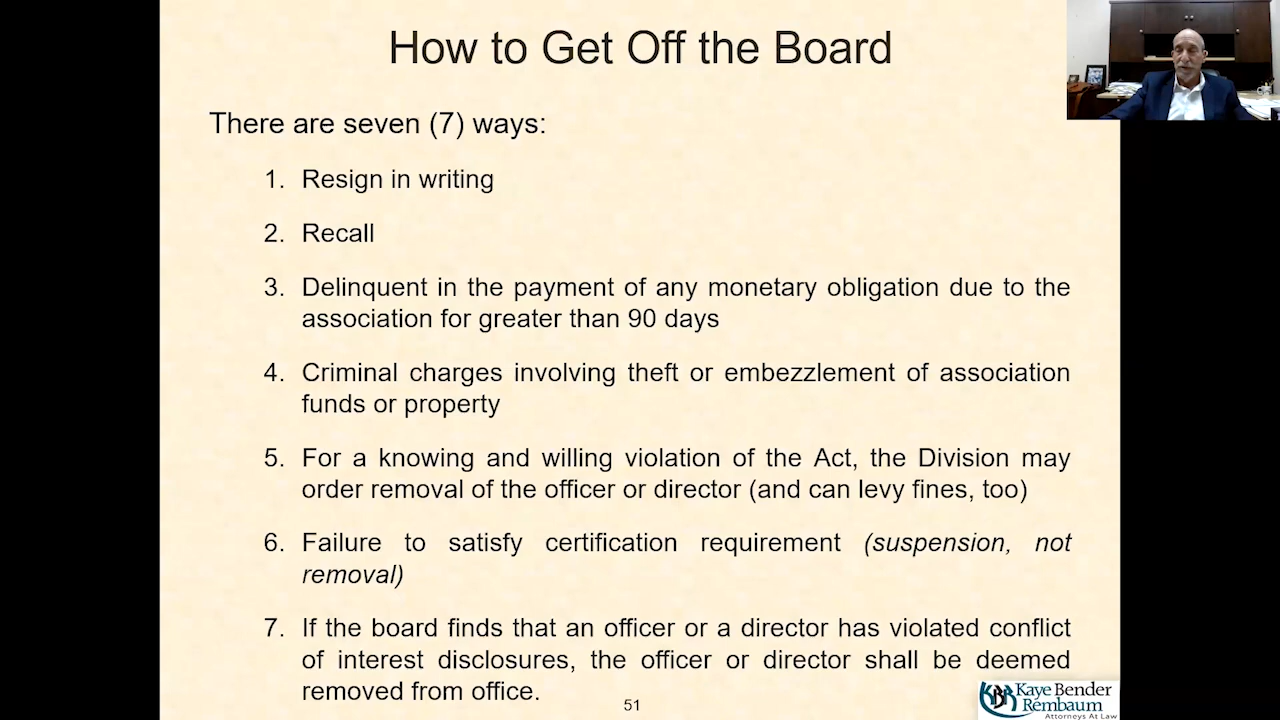 How to Get Off the Board
There are seven (7) ways:
1. Resign in writing
2. Recall
3. Delinquent in the payment of any monetary obligation due to the
association for greater than 90 days
4. Criminal charges involving theft or embezzlement of association
funds or property
5. For a knowing and willing violation of the Act, the Division may
order removal of the officer or director (and can levy fines, too)
6. Failure to satisfy certification requirement (suspension, not
removal)
7. If the board finds that an officer or a director has violated conflict
of interest disclosures, the officer or director shall be deemed
removed from office.
51
KBR Kaye Bender
Rembaum
Attorneys At Law